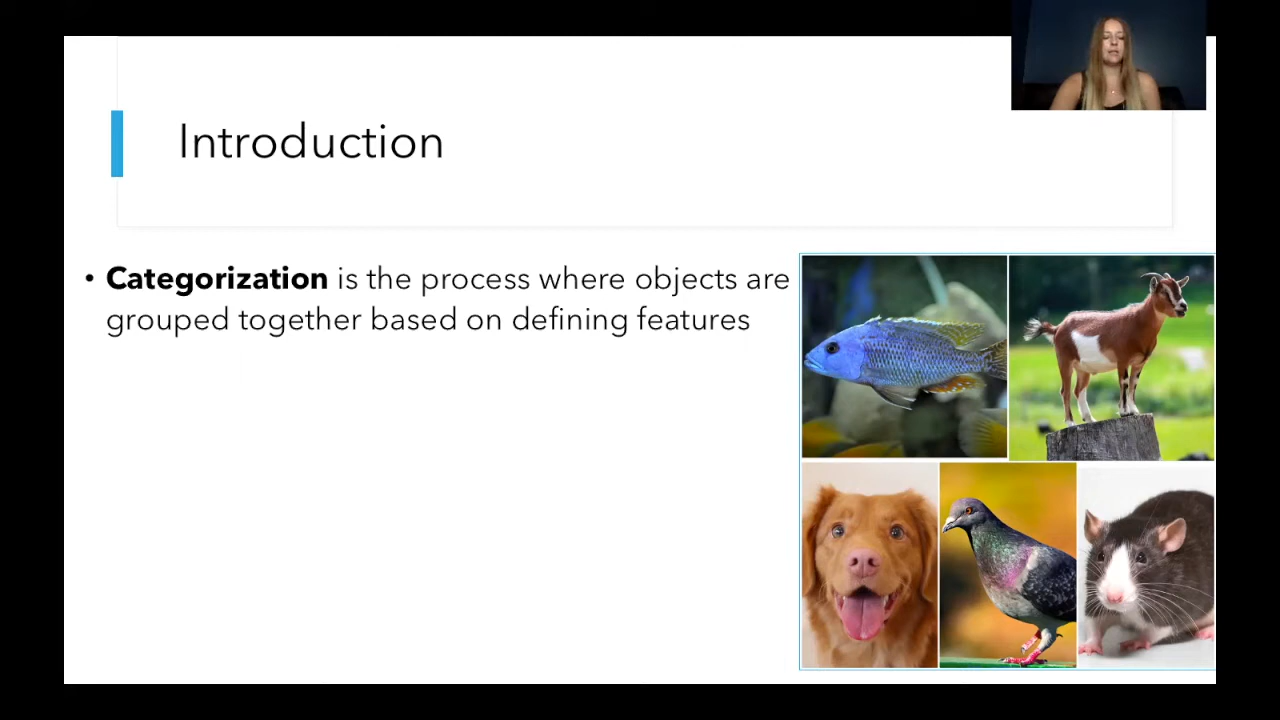 Introduction
• Categorization is the process where objects are
grouped together based on defining features